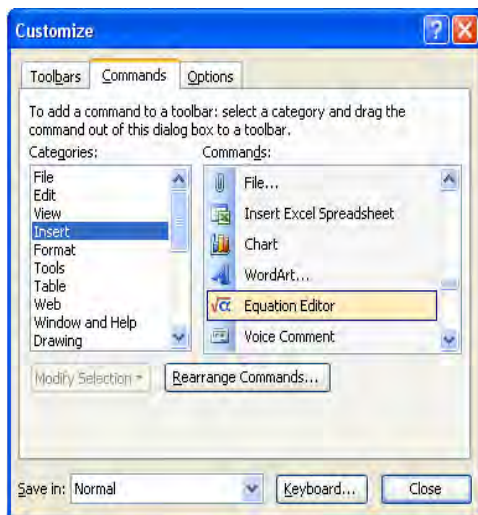 Customize
Toolbars Commands Options
To add a command to a toolbar: select a category and drag the
command out of this dialog box to a toolbar.
Categories: Commands:
File
Edit
View
Insert
Format
Tools
Table
Web
Window and Help
Drawing
File...
Insert Excel Spreadsheet
Chart
WordArt...
√α Equation Editor
Voice Comment
Modify Selection Rearrange Commands...
Save in: Normal Keyboard... Close